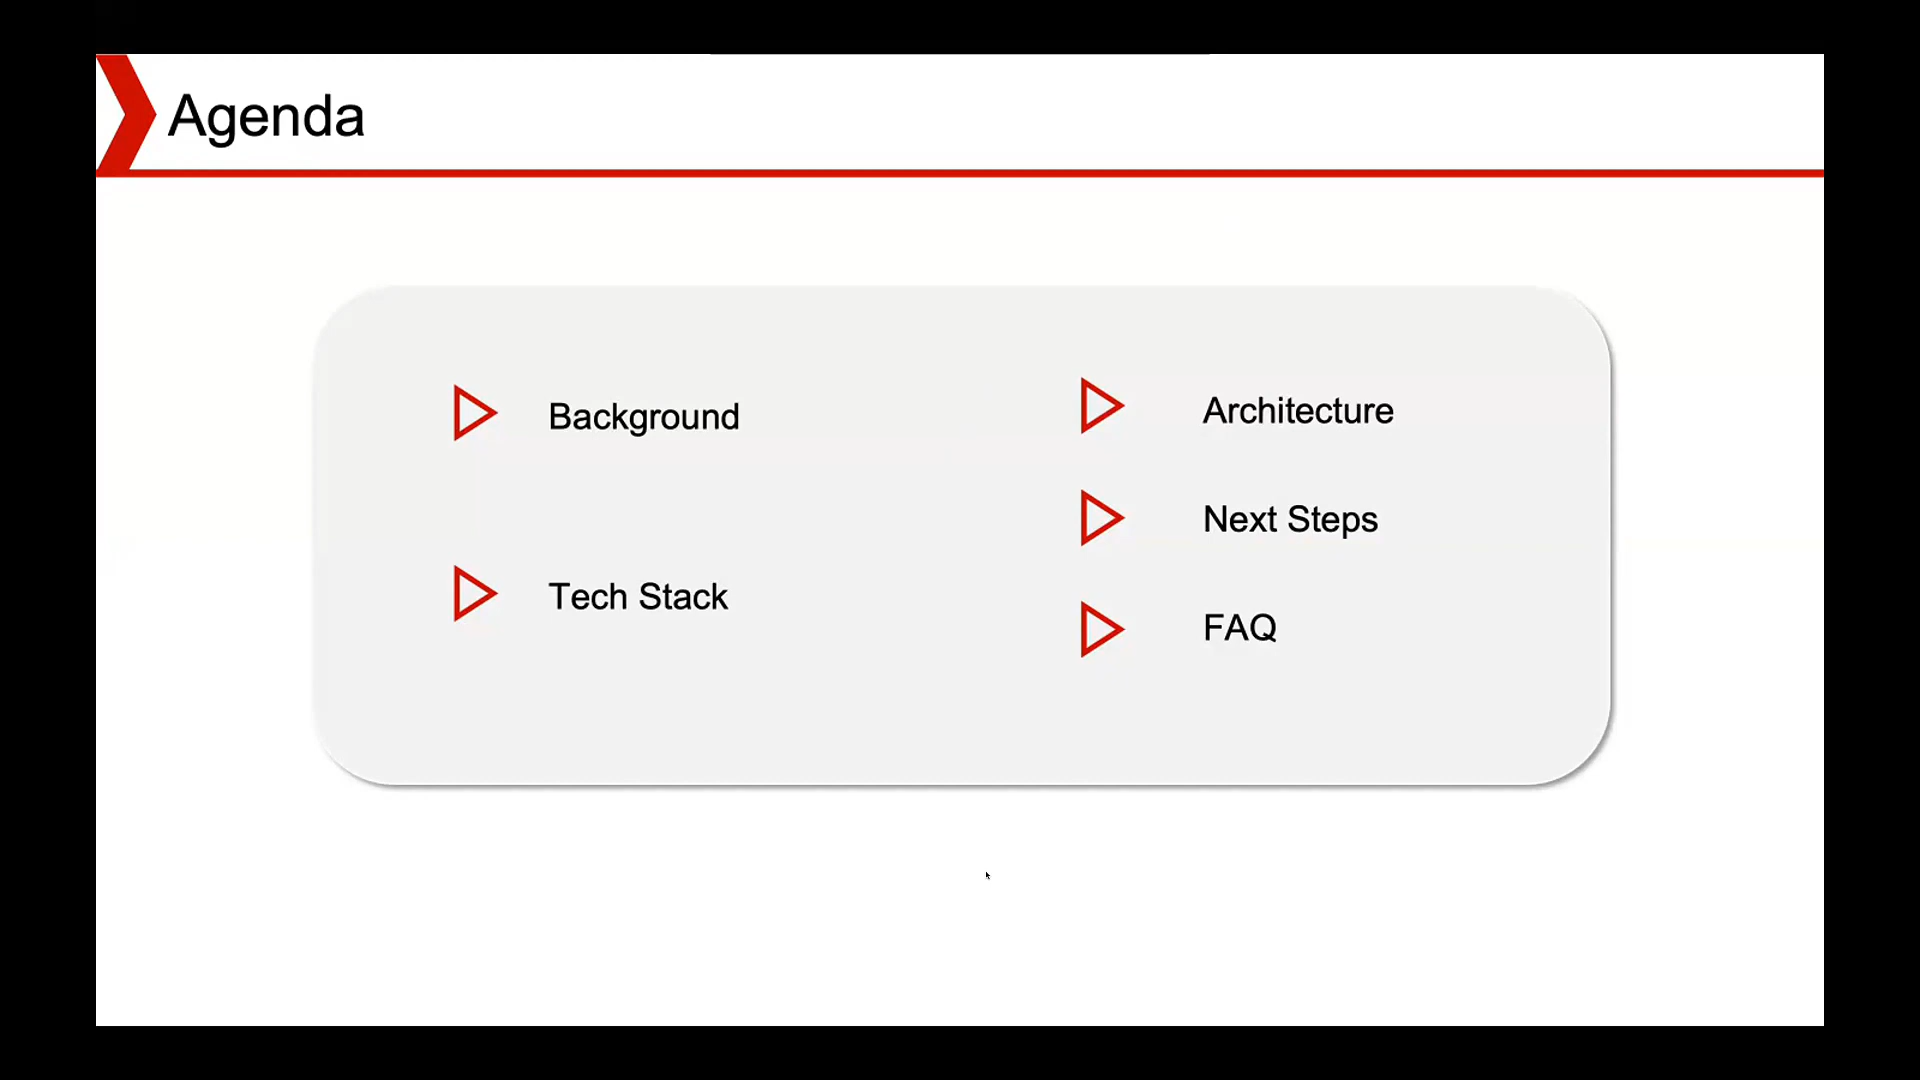 Agenda
Background
Tech Stack
Architecture
Next Steps
FAQ